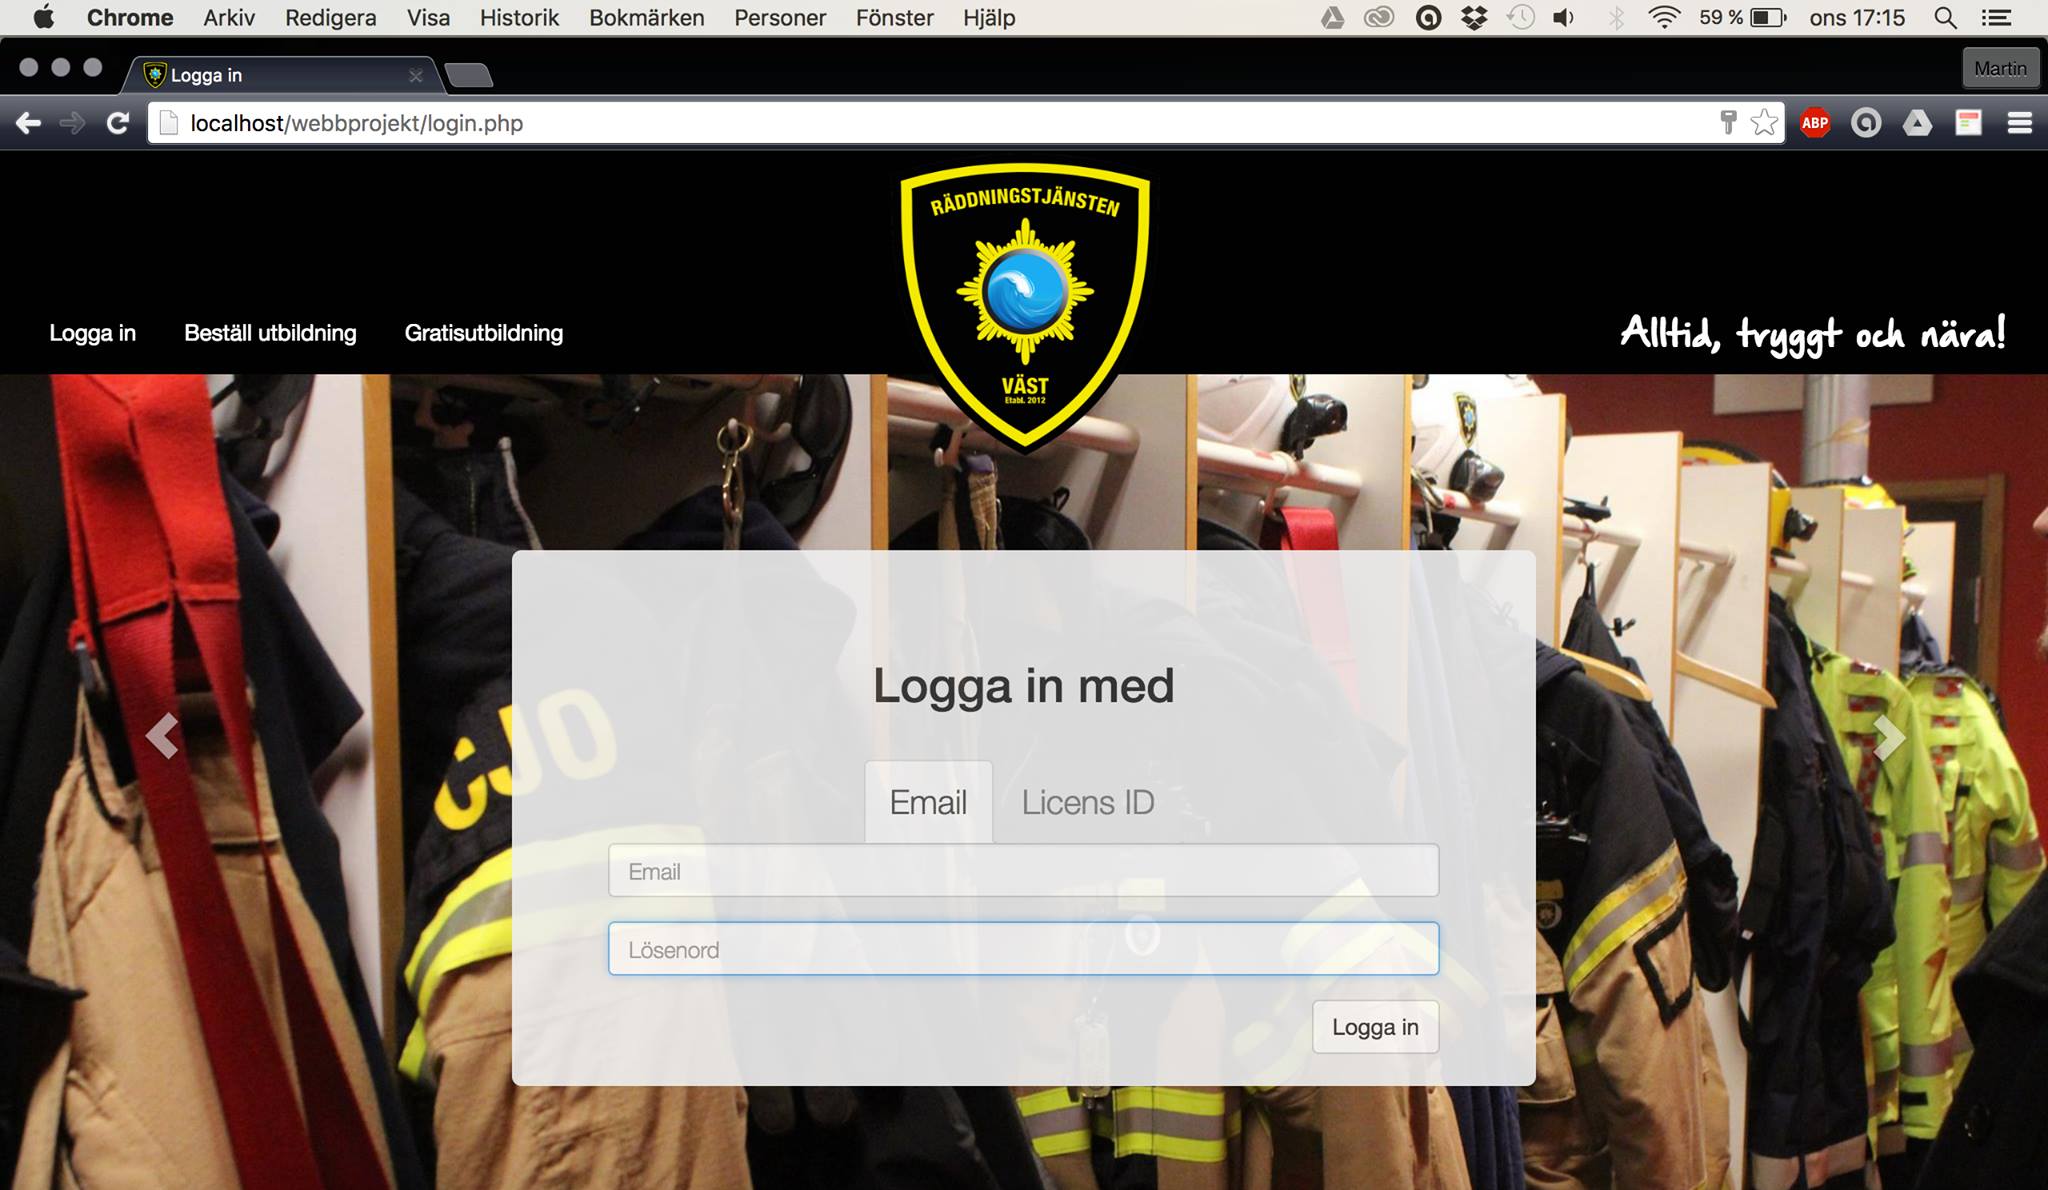 Chrome Arkiv Redigera Visa Historik Bokmärken Personer Fönster Hjälp 59 % ons 17:15
Logga in
Martin
localhost/webbprojekt/login.php
ABP
RÄDDNINGSTJÄNSTEN
VÄST
Etabl. 2012
Logga in Beställ utbildning Gratisutbildning
Alltid, tryggt och nära!
CJO
Logga in med
Email Licens ID
Email
Lösenord
Logga in